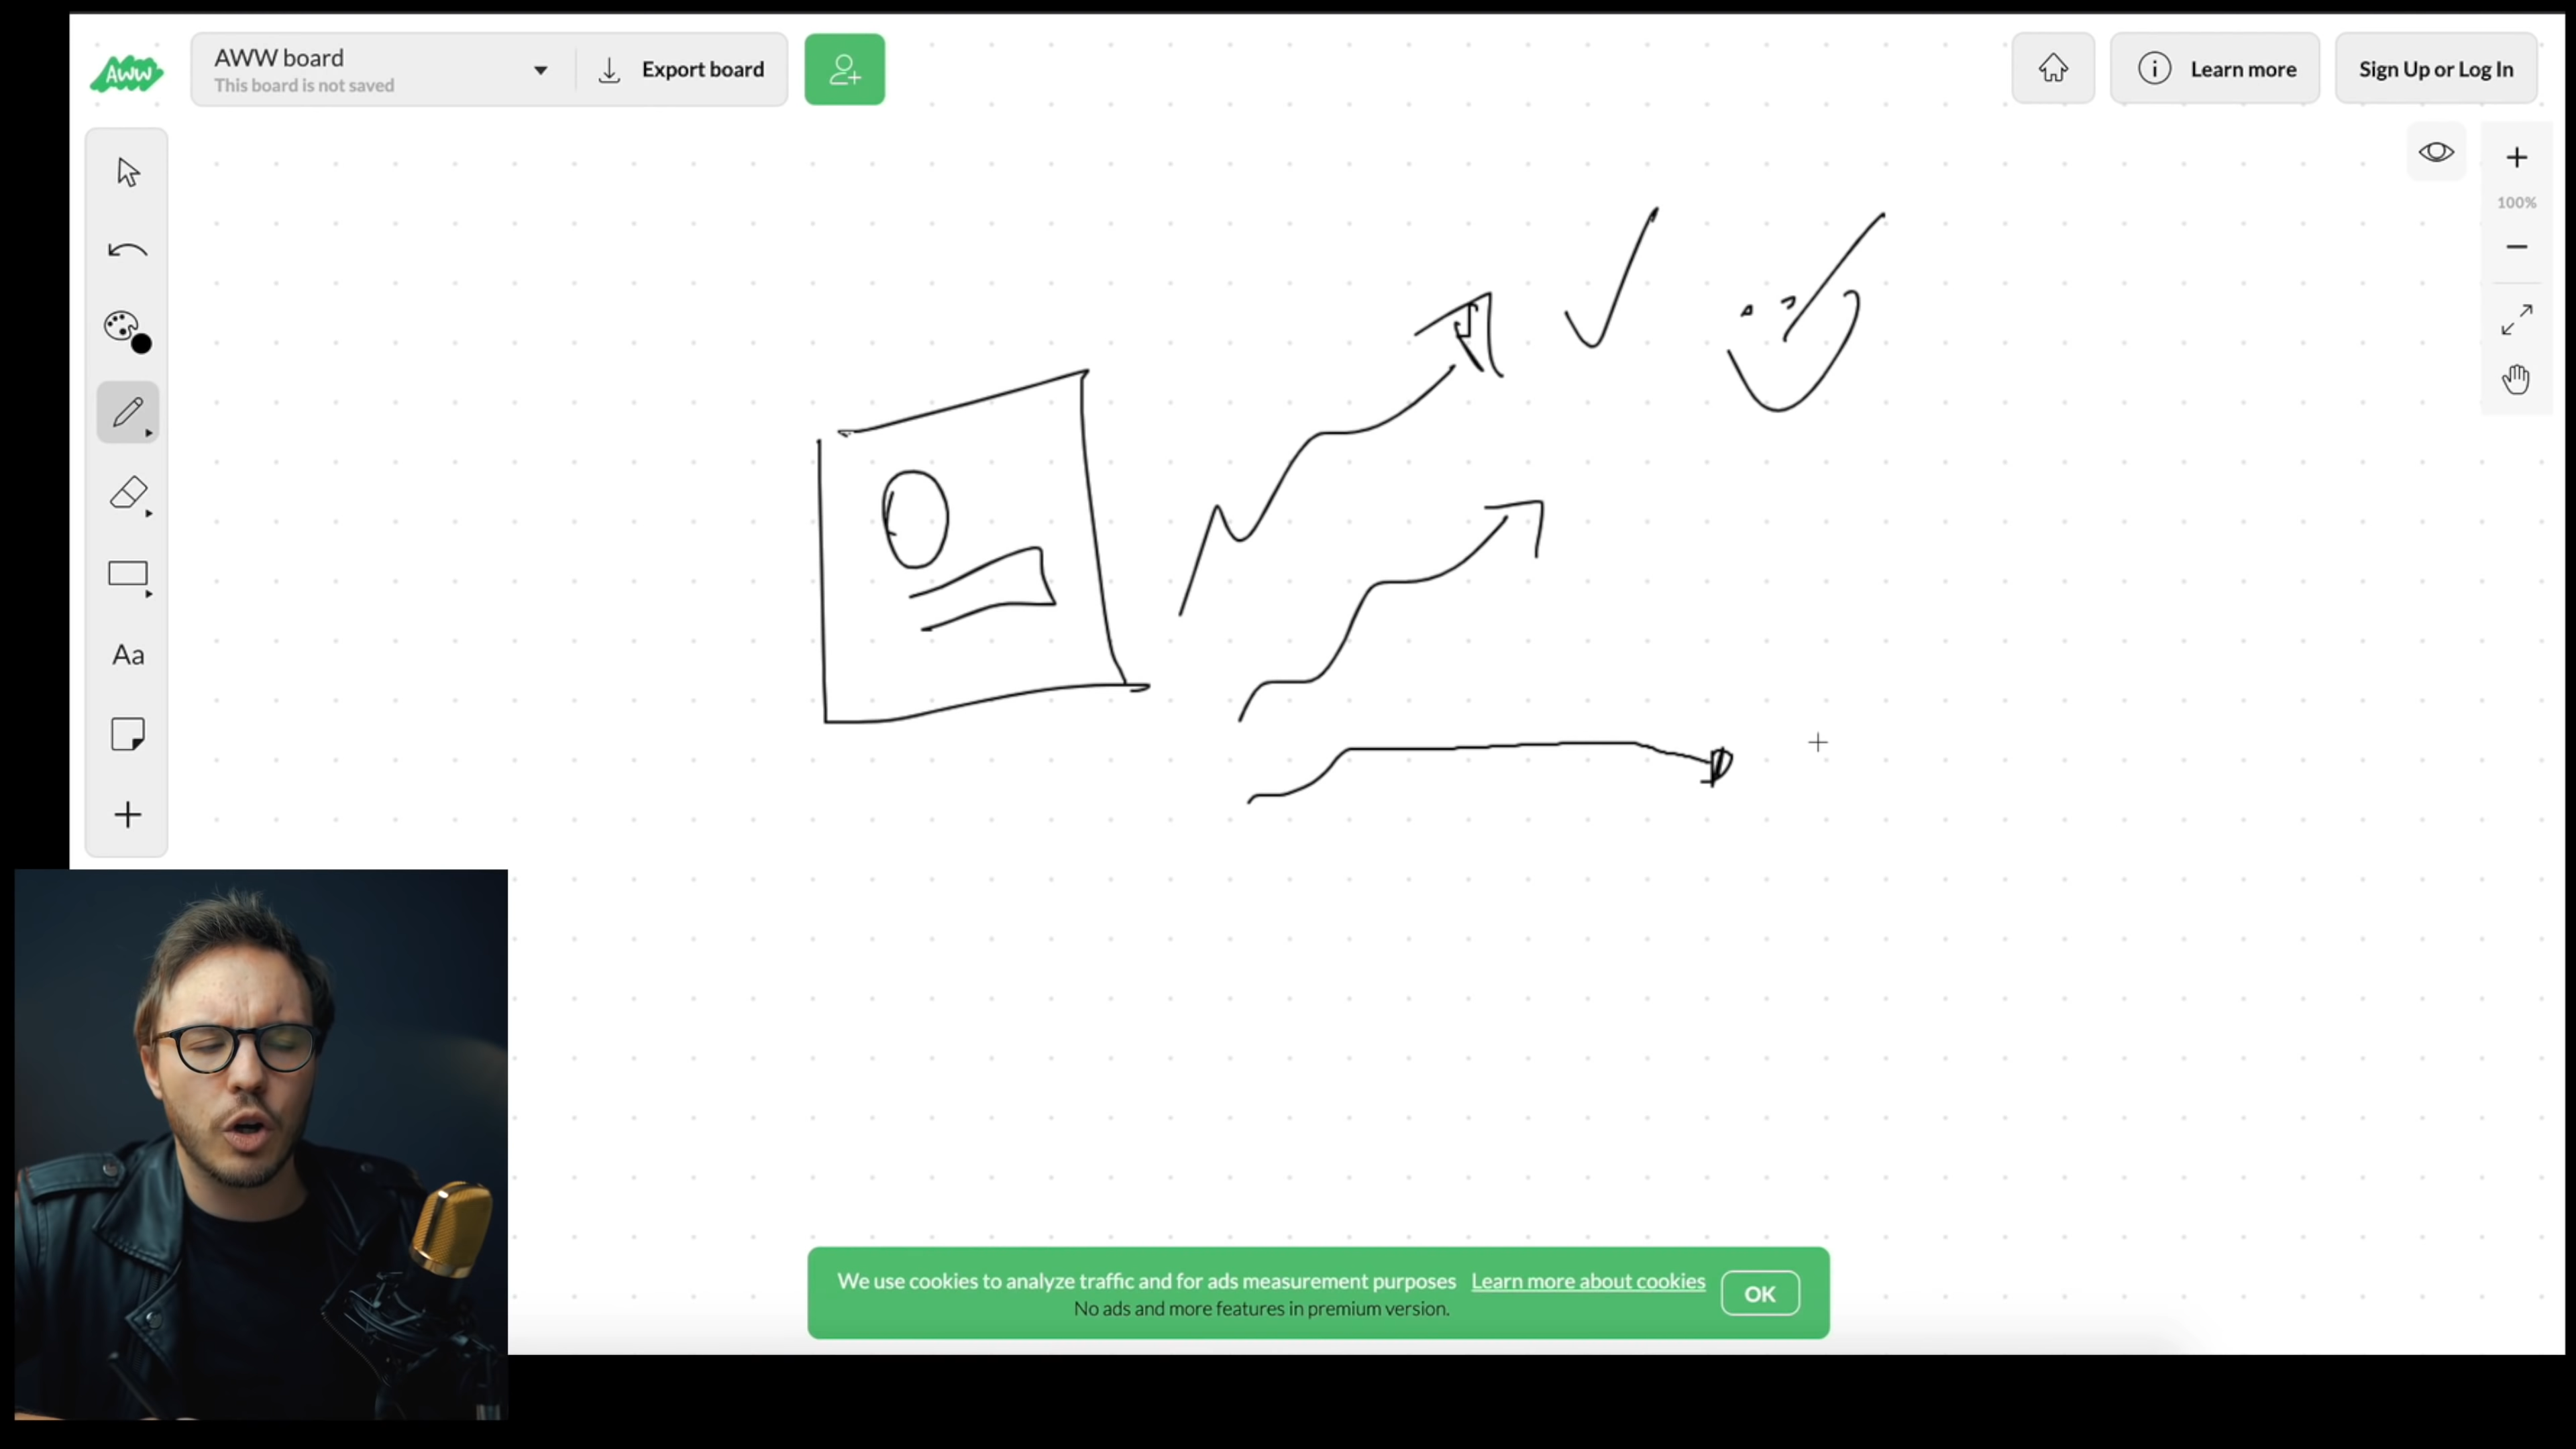 AWW
AWW board
This board is not saved
Export board
Learn more
Sign Up or Log In
100%
Aa
We use cookies to analyze traffic and for ads measurement purposes Learn more about cookies
No ads and more features in premium version.
OK